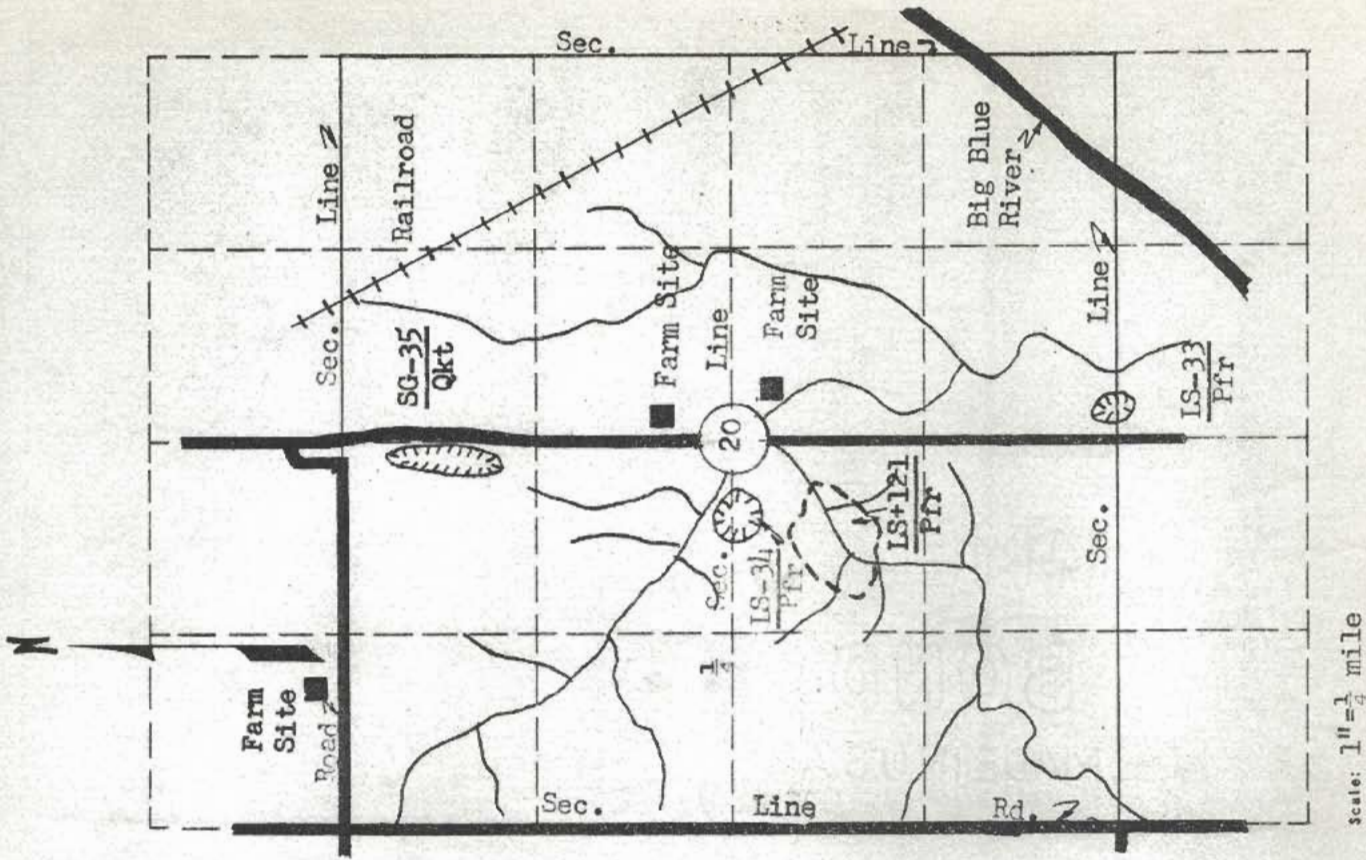 Sec.
Line
Line
Railroad
Big Blue
River
Sec.
SG-35
Qkt
Farm Site
Line
Farm
Site
Line
20
LS-33
Pfr
LS+121
Pfr
Sec.
LS-34
Pfr
Sec.
N
Farm
Site
Road
1/4
Sec.
Line
Rd.
Scale: 1"=1/4 mile